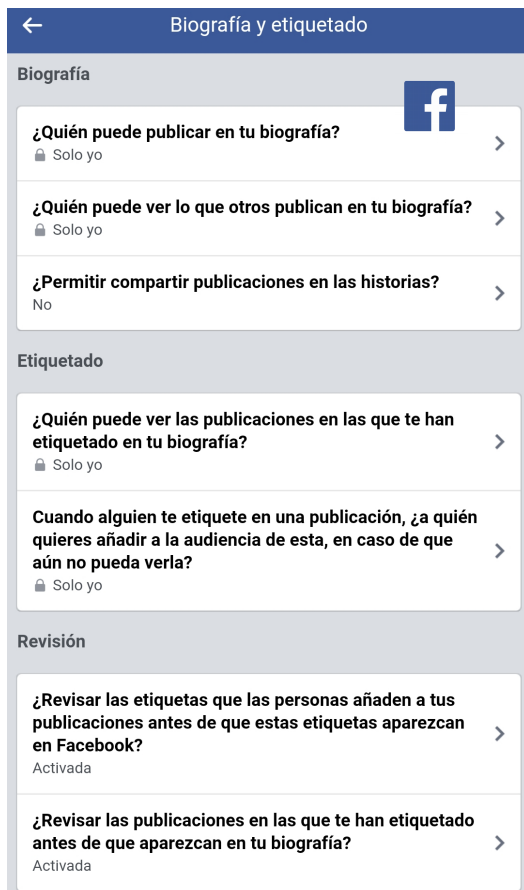 Biografía y etiquetado
Biografía
f
¿Quién puede publicar en tu biografía?
Solo yo
¿Quién puede ver lo que otros publican en tu biografía?
Solo yo
¿Permitir compartir publicaciones en las historias?
No
Etiquetado
¿Quién puede ver las publicaciones en las que te han
etiquetado en tu biografía?
Solo yo
Cuando alguien te etiquete en una publicación, ¿a quién
quieres añadir a la audiencia de esta, en caso de que
aún no pueda verla?
Solo yo
Revisión
¿Revisar las etiquetas que las personas añaden a tus
publicaciones antes de que estas etiquetas aparezcan
en Facebook?
Activada
¿Revisar las publicaciones en las que te han etiquetado
antes de que aparezcan en tu biografía?
Activada